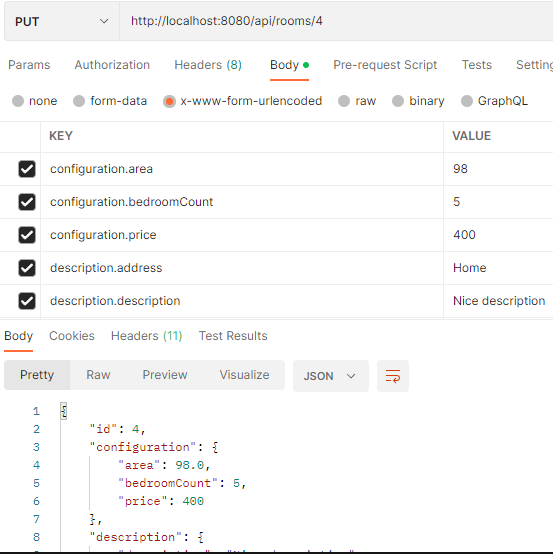 PUT http://localhost:8080/api/rooms/4
Params Authorization Headers (8) Body Pre-request Script Tests Setting
none form-data x-www-form-urlencoded raw binary GraphQL
KEY VALUE
configuration.area 98
configuration.bedroomCount 5
configuration.price 400
description.address Home
description.description Nice description
Body Cookies Headers (11) Test Results
Pretty Raw Preview Visualize JSON
1 {
2 "id": 4,
3 "configuration": {
4 "area": 98.0,
5 "bedroomCount": 5,
6 "price": 400
7 },
8 "description": {